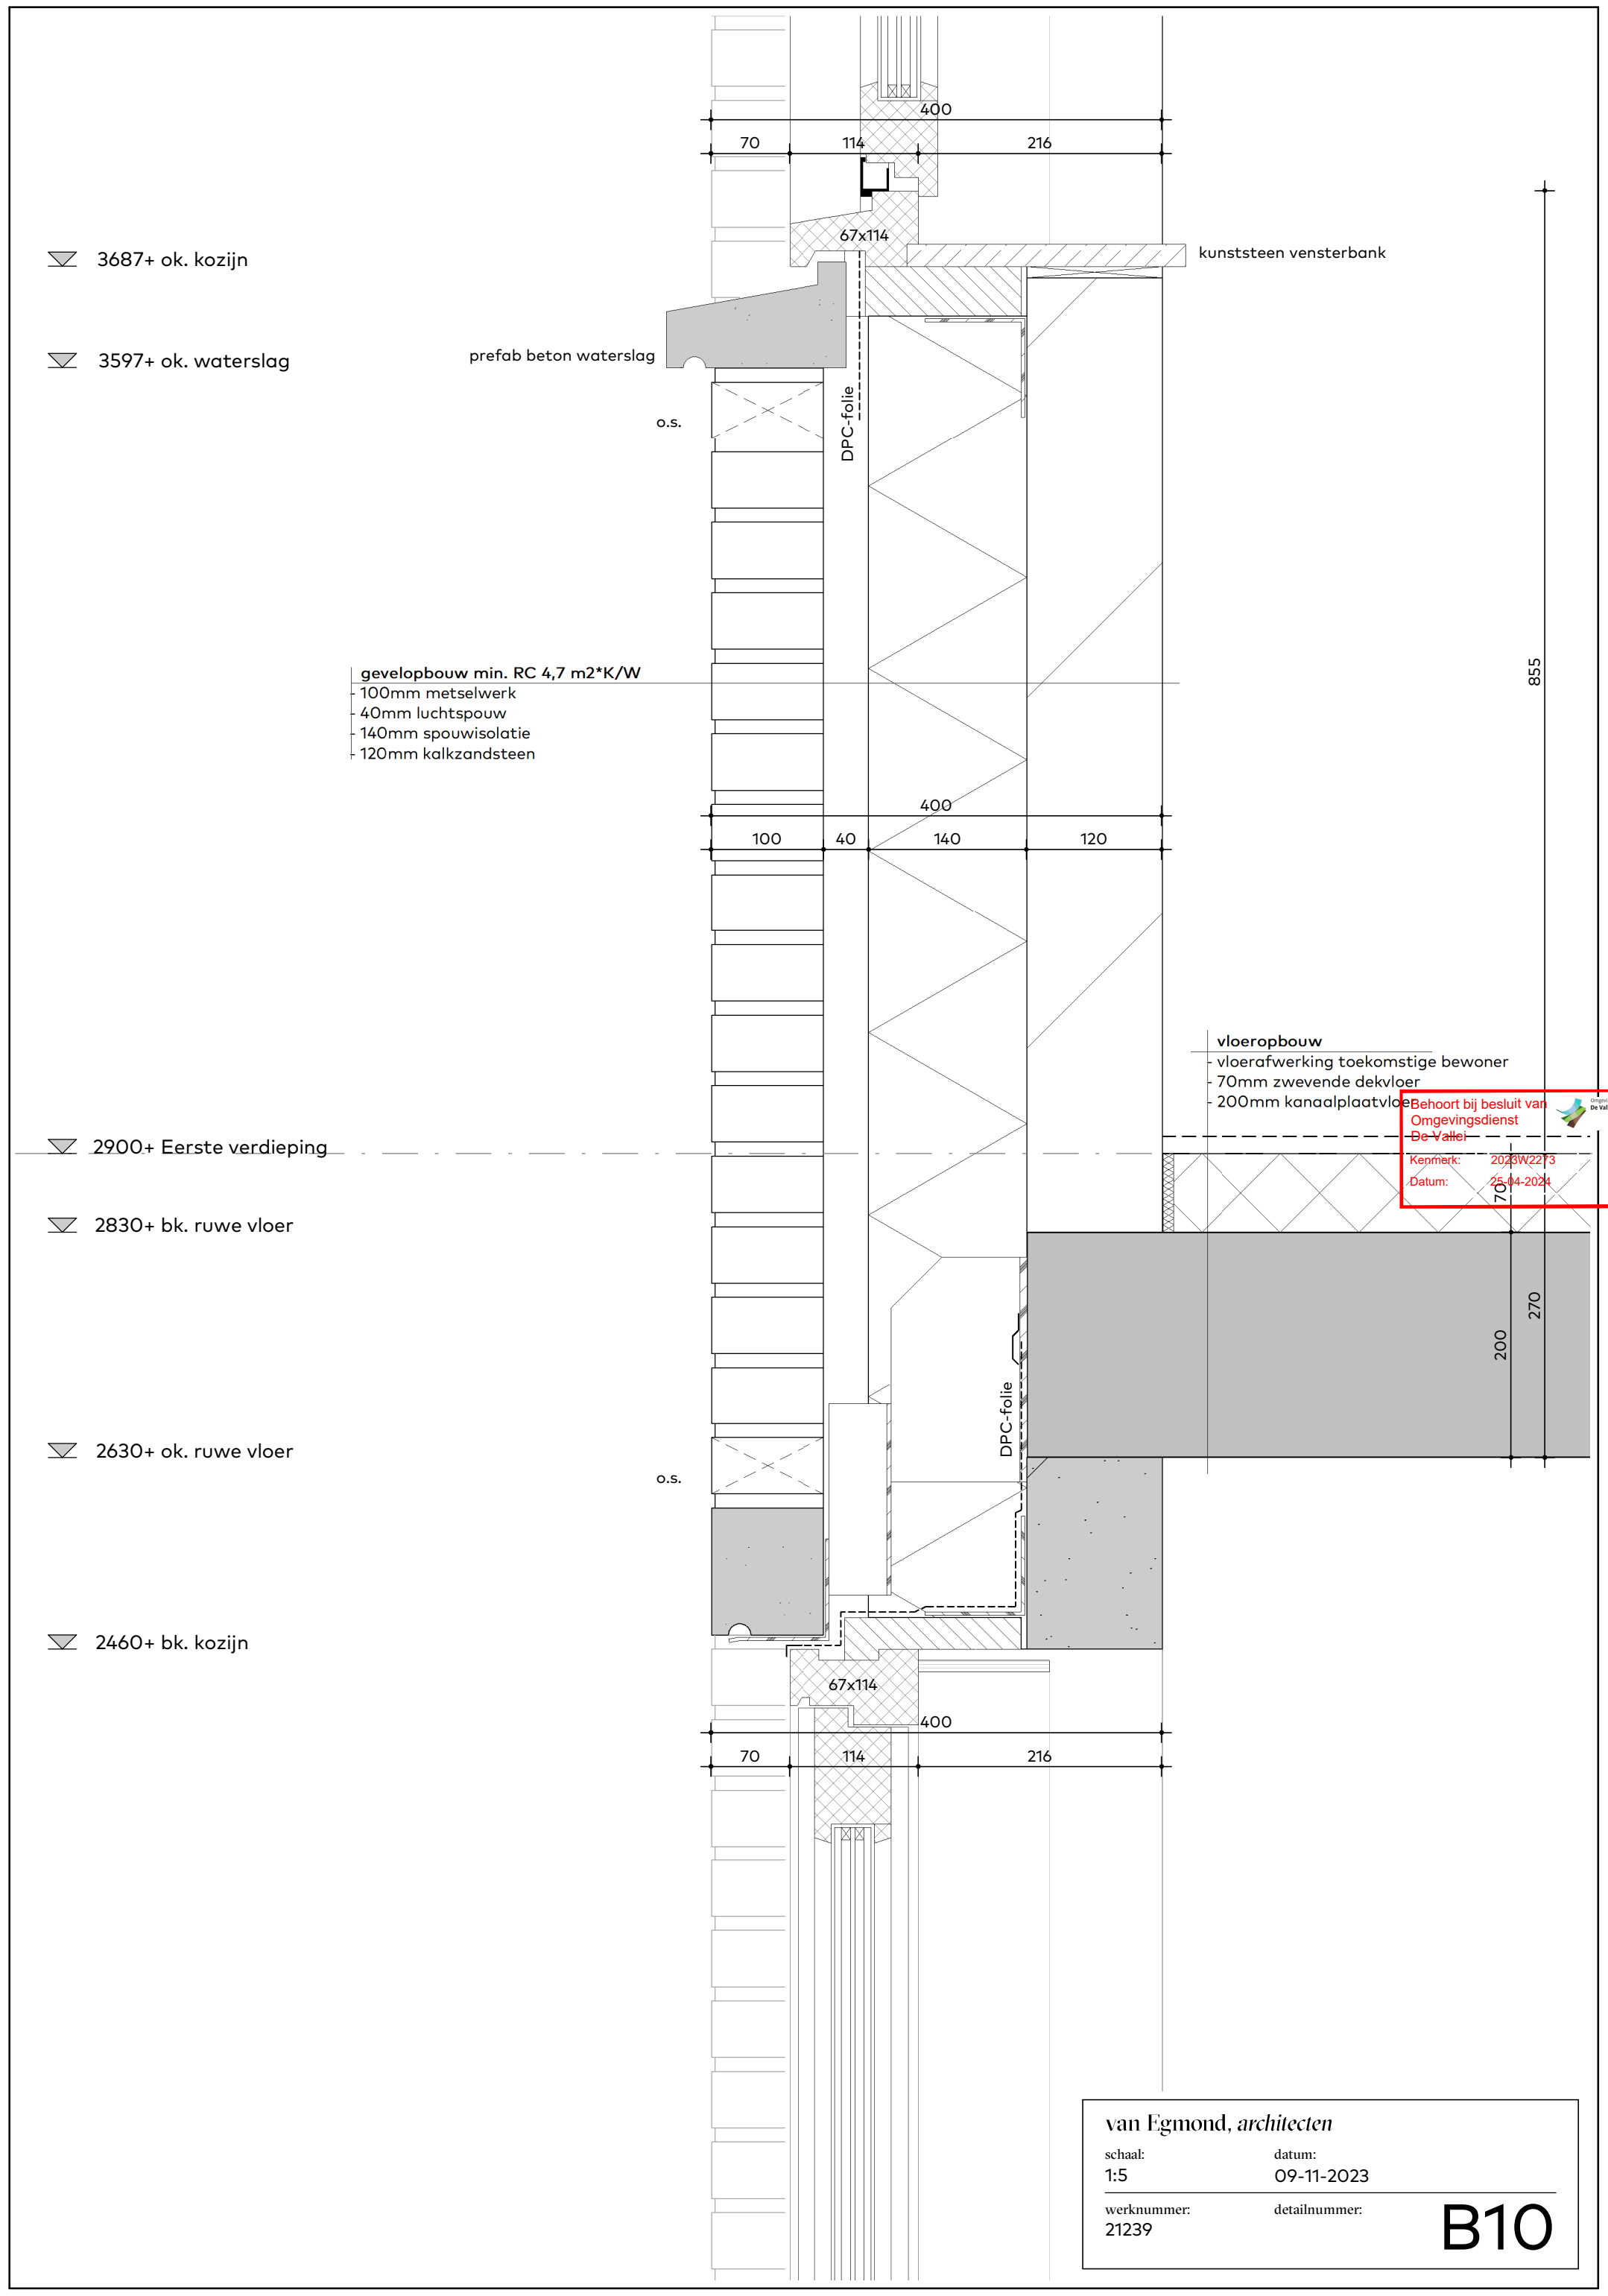 400
70 114 216
67x114
kunststeen vensterbank
3687+ ok. kozijn
3597+ ok. waterslag
prefab beton waterslag
DPC-folie
o.s.
855
gevelopbouw min. RC 4,7 m2*K/W
- 100mm metselwerk
- 40mm luchtspouw
- 140mm spouwisolatie
- 120mm kalkzandsteen
400
100 40 140 120
vloeropbouw
- vloerafwerking toekomstige bewoner
- 70mm zwevende dekvloer
- 200mm kanaalplaatvloer
Behoort bij besluit van
Omgevingsdienst
De Vallei
Kenmerk: 2023W2273
Datum: 25-04-2024
2900+ Eerste verdieping
70
2830+ bk. ruwe vloer
270
200
DPC-folie
2630+ ok. ruwe vloer
o.s.
2460+ bk. kozijn
67x114
400
70 114 216
van Egmond, architecten
schaal: datum:
1:5 09-11-2023
werknummer: detailnummer:
21239
B10